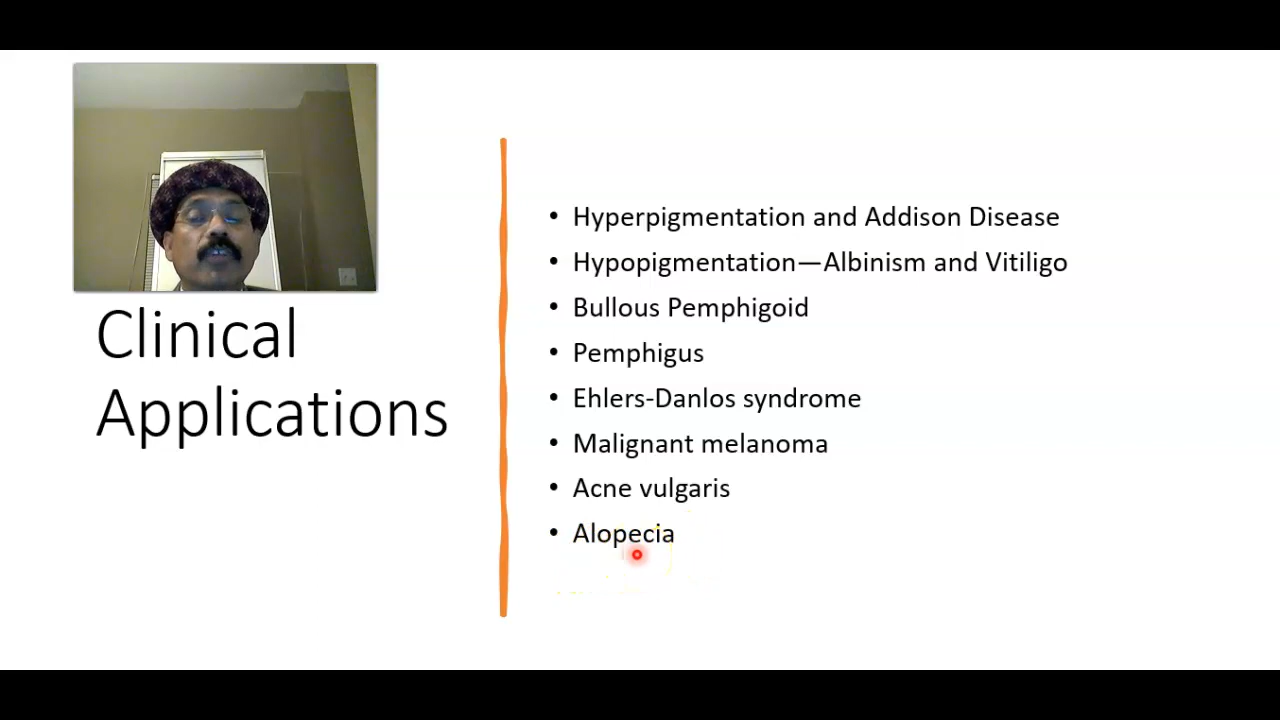 Clinical
Applications
• Hyperpigmentation and Addison Disease
• Hypopigmentation—Albinism and Vitiligo
• Bullous Pemphigoid
• Pemphigus
• Ehlers-Danlos syndrome
• Malignant melanoma
• Acne vulgaris
• Alopecia